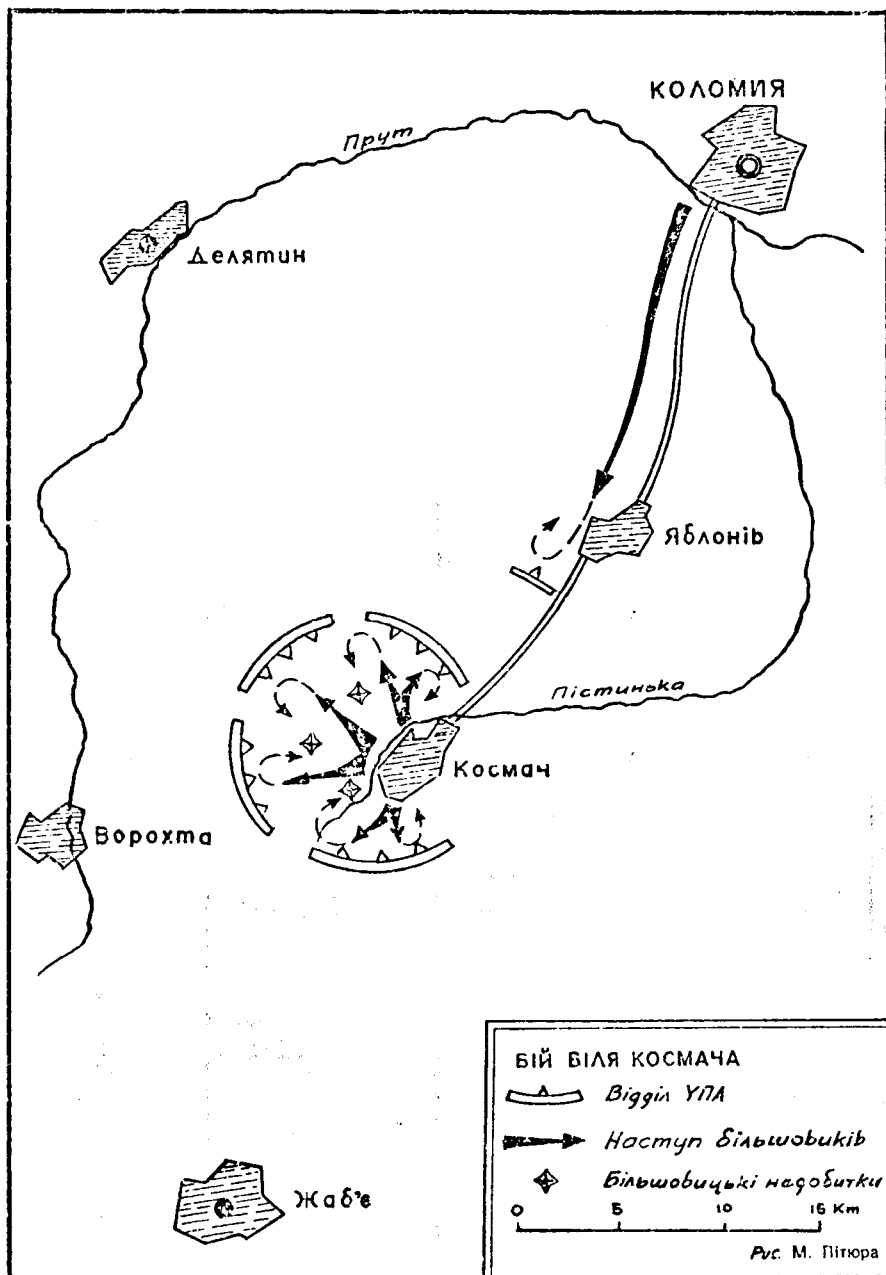 КОЛОМИЯ
Прут
Делятин
Яблонів
Пістинька
Космач
Ворохта
Жаб'є
БІЙ БІЛЯ КОСМАЧА
Відділ УПА
Наступ більшовиків
Більшовицькі надобитки
0 5 10 15 Km
Рис. М. Пітюра